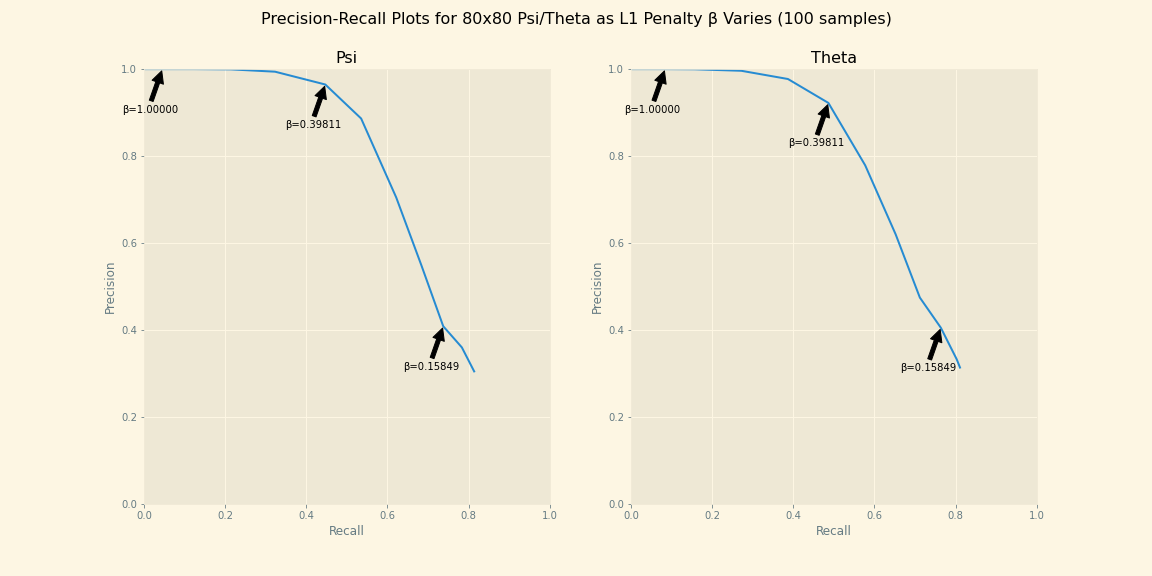 Precision-Recall Plots for 80x80 Psi/Theta as L1 Penalty β Varies (100 samples)
Psi
1.0
0.8
0.6
0.4
0.2
0.0
Precision
β=1.00000
β=0.39811
β=0.15849
0.0 0.2 0.4 0.6 0.8 1.0
Recall
Theta
1.0
0.8
0.6
0.4
0.2
0.0
Precision
β=1.00000
β=0.39811
β=0.15849
0.0 0.2 0.4 0.6 0.8 1.0
Recall